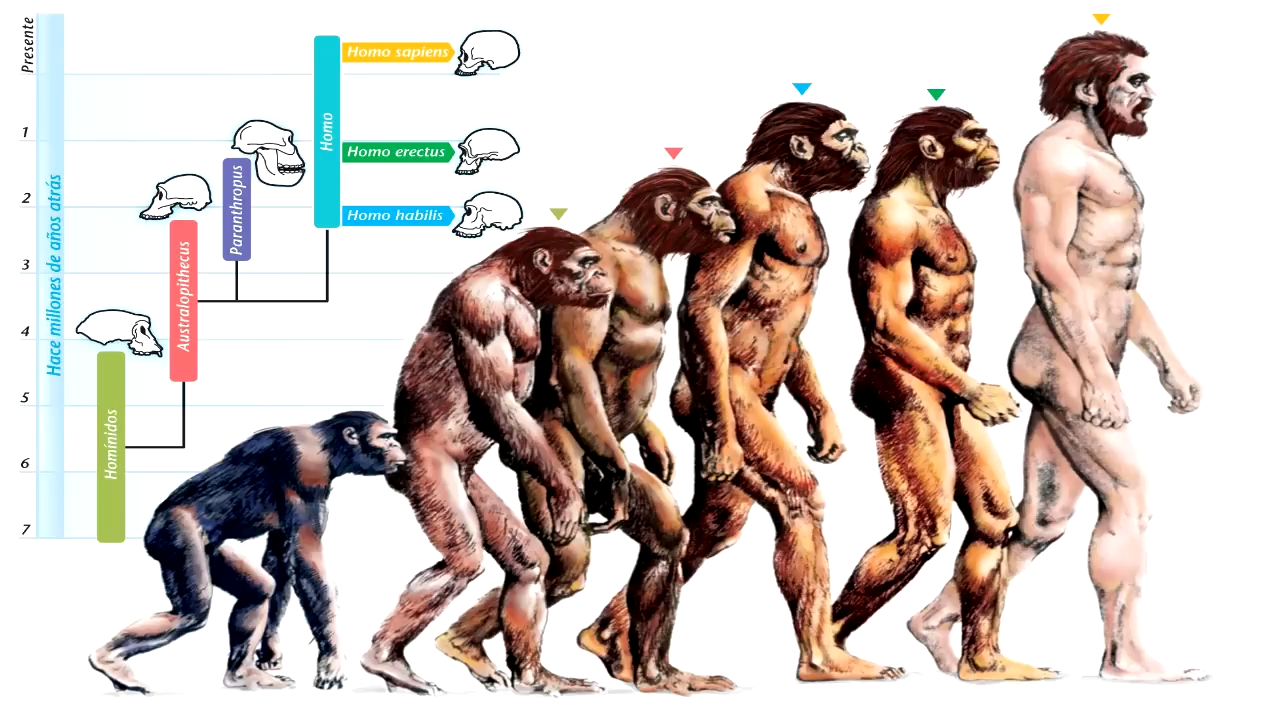 Presente
1
2
3
4
5
6
7
Hace millones de años atrás
Homínidos
Australopithecus
Paranthropus
Homo
Homo sapiens
Homo erectus
Homo habilis